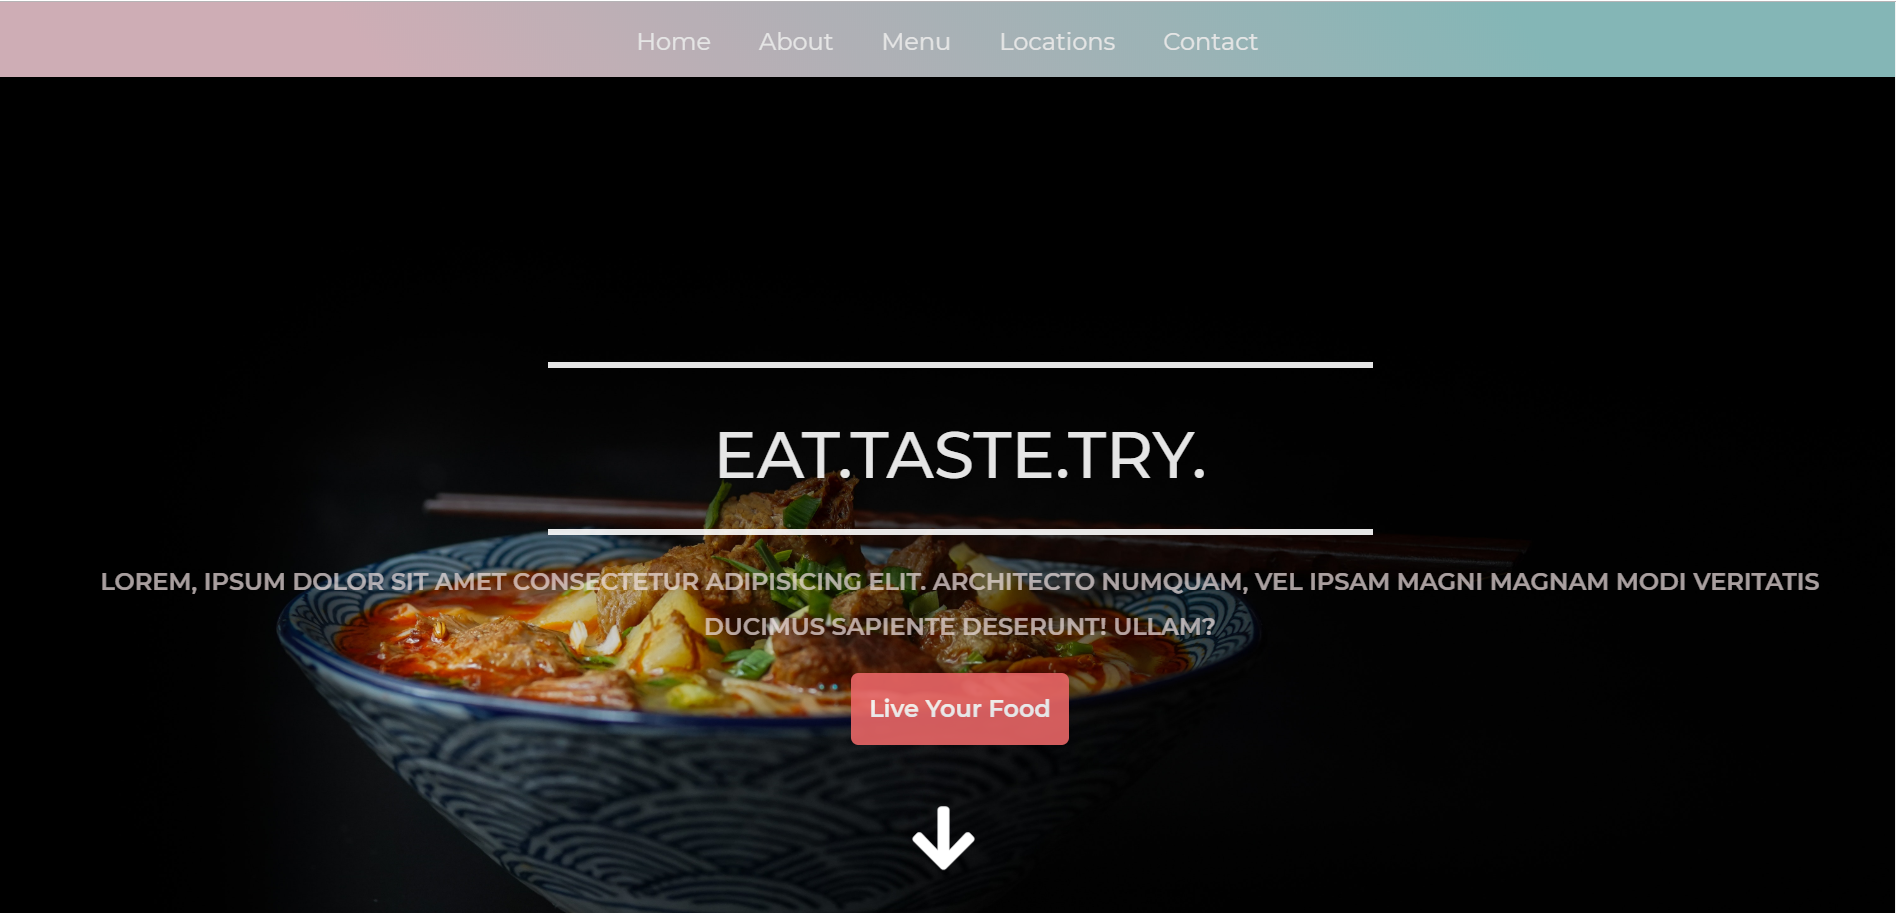 Home About Menu Locations Contact
EAT.TASTE.TRY.
LOREM, IPSUM DOLOR SIT AMET CONSECTETUR ADIPISICING ELIT. ARCHITECTO NUMQUAM, VEL IPSAM MAGNI MAGNAM MODI VERITATIS
DUCIMUS SAPIENTE DESERUNT! ULLAM?
Live Your Food